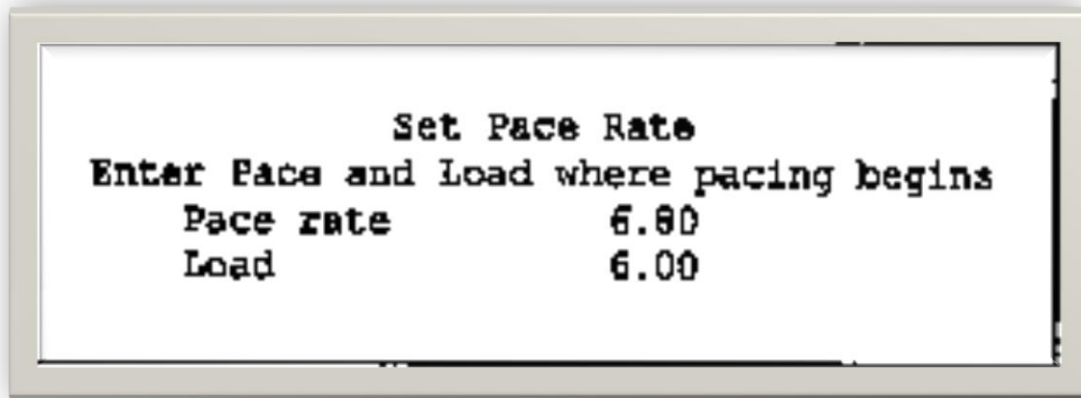 Set Pace Rate
Enter Pace and Load where pacing begins
Pace rate 6.80
Load 6.00